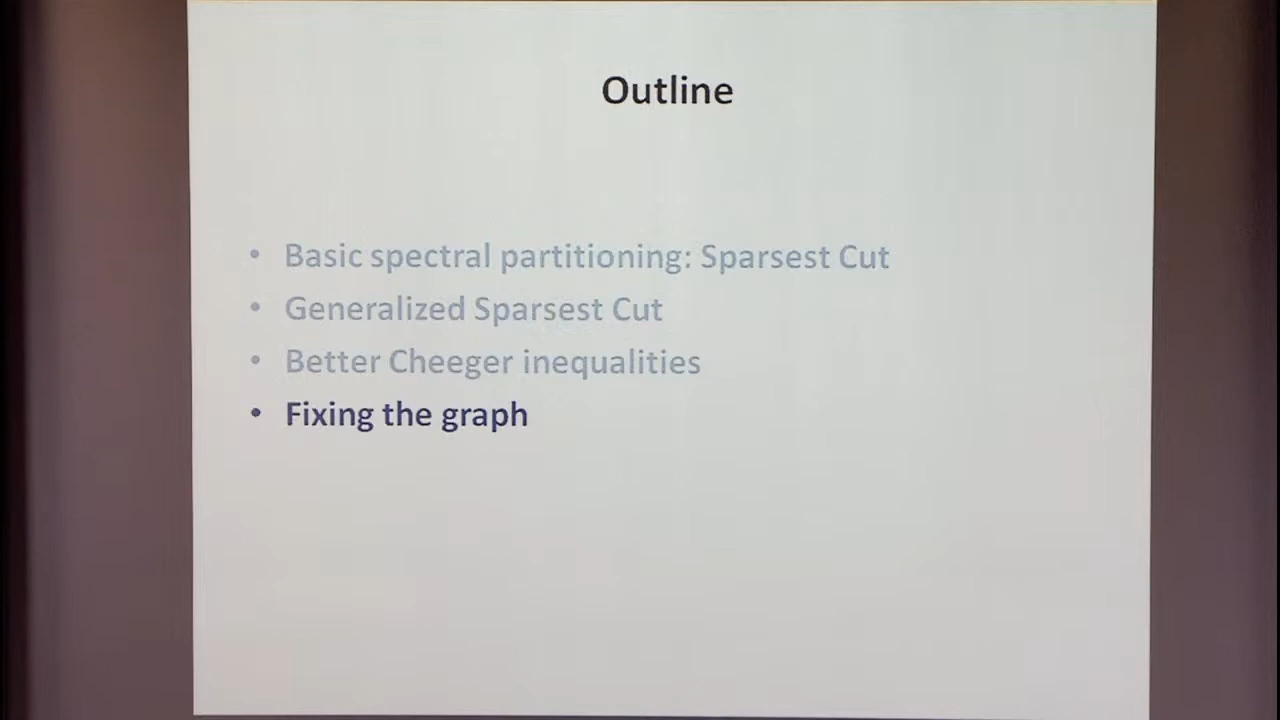 Outline
• Basic spectral partitioning: Sparsest Cut
• Generalized Sparsest Cut
• Better Cheeger inequalities
• Fixing the graph